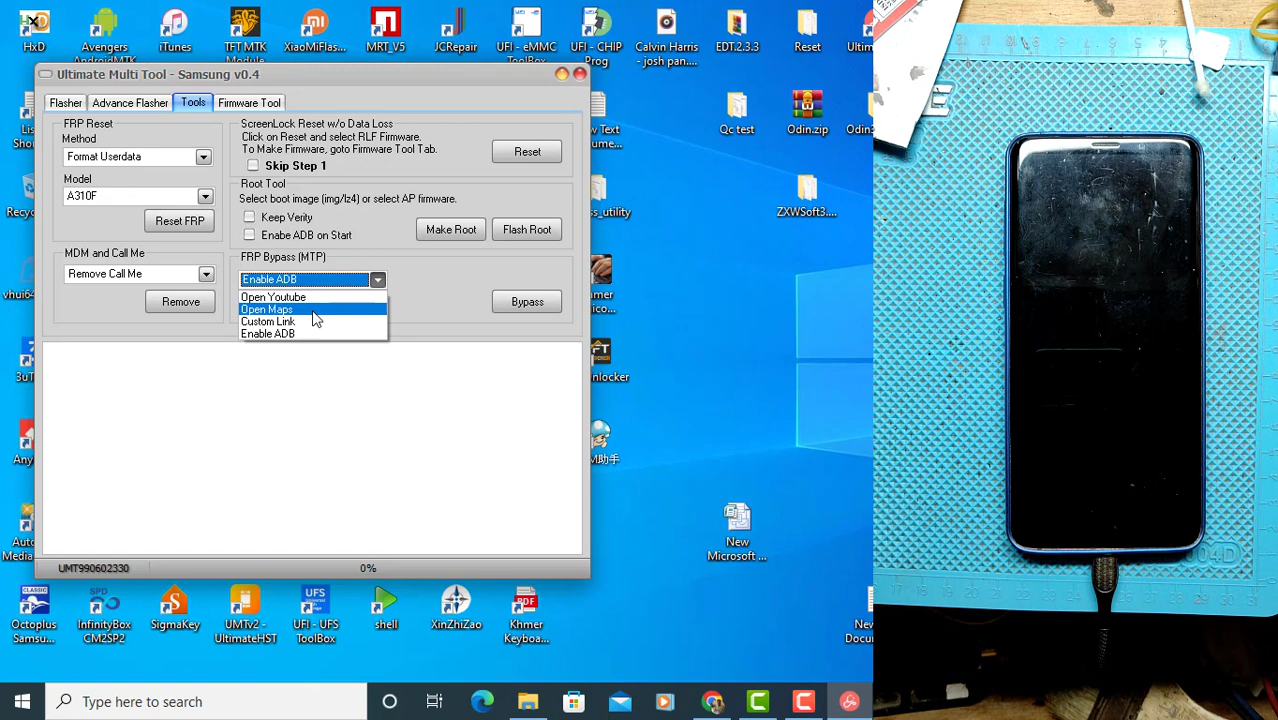 HxD
Avengers
AndroidMTK
iTunes
TFT MTK
Module
XiaoMiFlas...
MRT_V5
JCRepair
UFI - eMMC
ToolBox
UFI - CHIP
Prog
Calvin Harris
- josh pan....
EDT.2.3.3
Reset
Ultimate Multi Tool - Samsung v0.4
Flasher
Advance Flasher
Tools
Firmware Tool
FRP Reset
Method
Format Userdata
Model
A310F
Reset FRP
MDM and Call Me
Remove Call Me
Remove
ScreenLock Reset w/o Data Loss
Click on Reset and select RLF Firmware.
To Make Firmware, goto Firmware Tool Tab.
Skip Step 1
Reset
Root Tool
Select boot image (img/lz4) or select AP firmware.
Keep Verity
Enable ADB on Start
Make Root
Flash Root
FRP Bypass (MTP)
Enable ADB
Open Youtube
Open Maps
Custom Link
Enable ADB
Bypass
UMT990602330
0%
Qc test
Odin.zip
ZXWSoft3....
New
Microsoft ...
Octoplus
Samsu...
InfinityBox
CM2SP2
SigmaKey
UMTv2 -
UltimateHST
UFI - UFS
ToolBox
shell
XinZhiZao
Khmer
Keyboa...
Type here to search